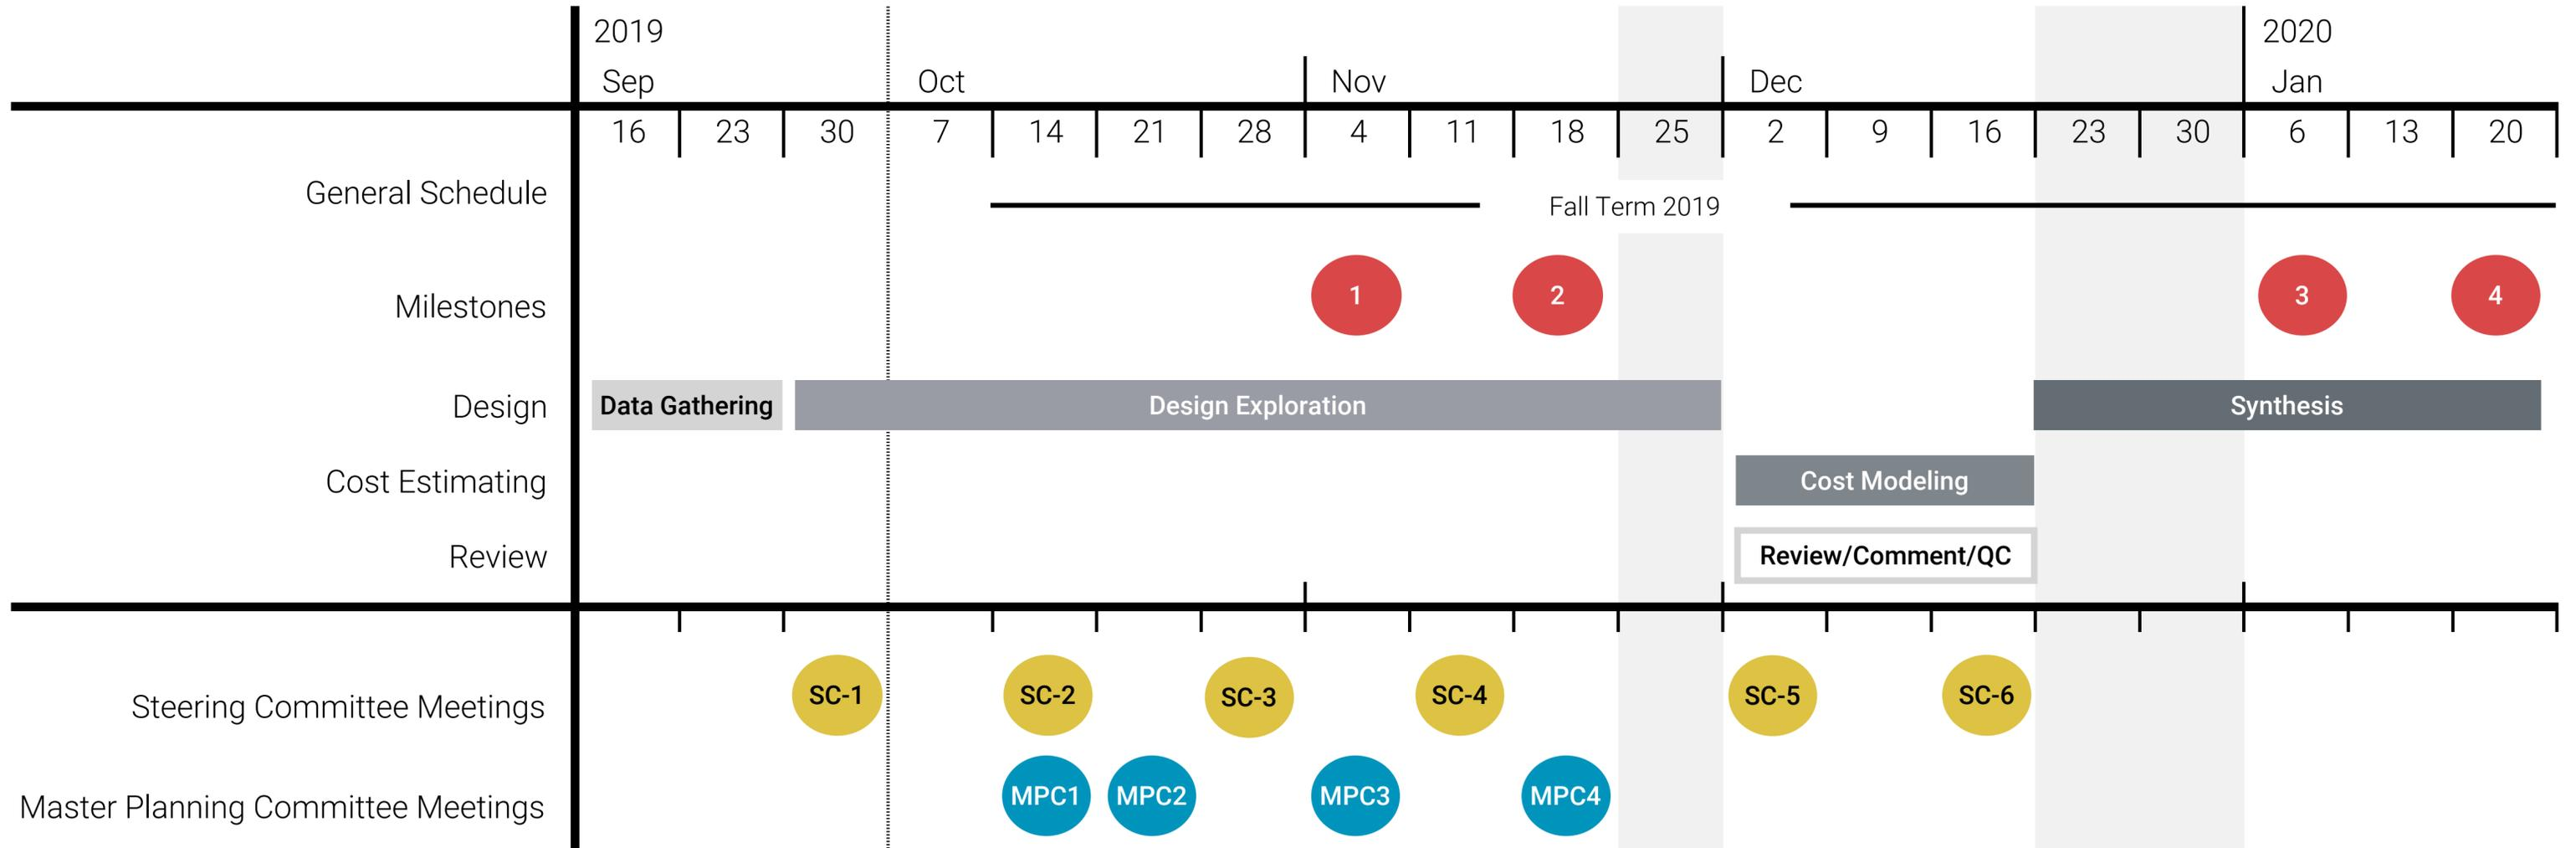 2019 2020
Sep Oct Nov Dec Jan
16 23 30 7 14 21 28 4 11 18 25 2 9 16 23 30 6 13 20
General Schedule Fall Term 2019
Milestones 1 2 3 4
Design Data Gathering Design Exploration Synthesis
Cost Estimating Cost Modeling
Review Review/Comment/QC
Steering Committee Meetings SC-1 SC-2 SC-3 SC-4 SC-5 SC-6
Master Planning Committee Meetings MPC1 MPC2 MPC3 MPC4